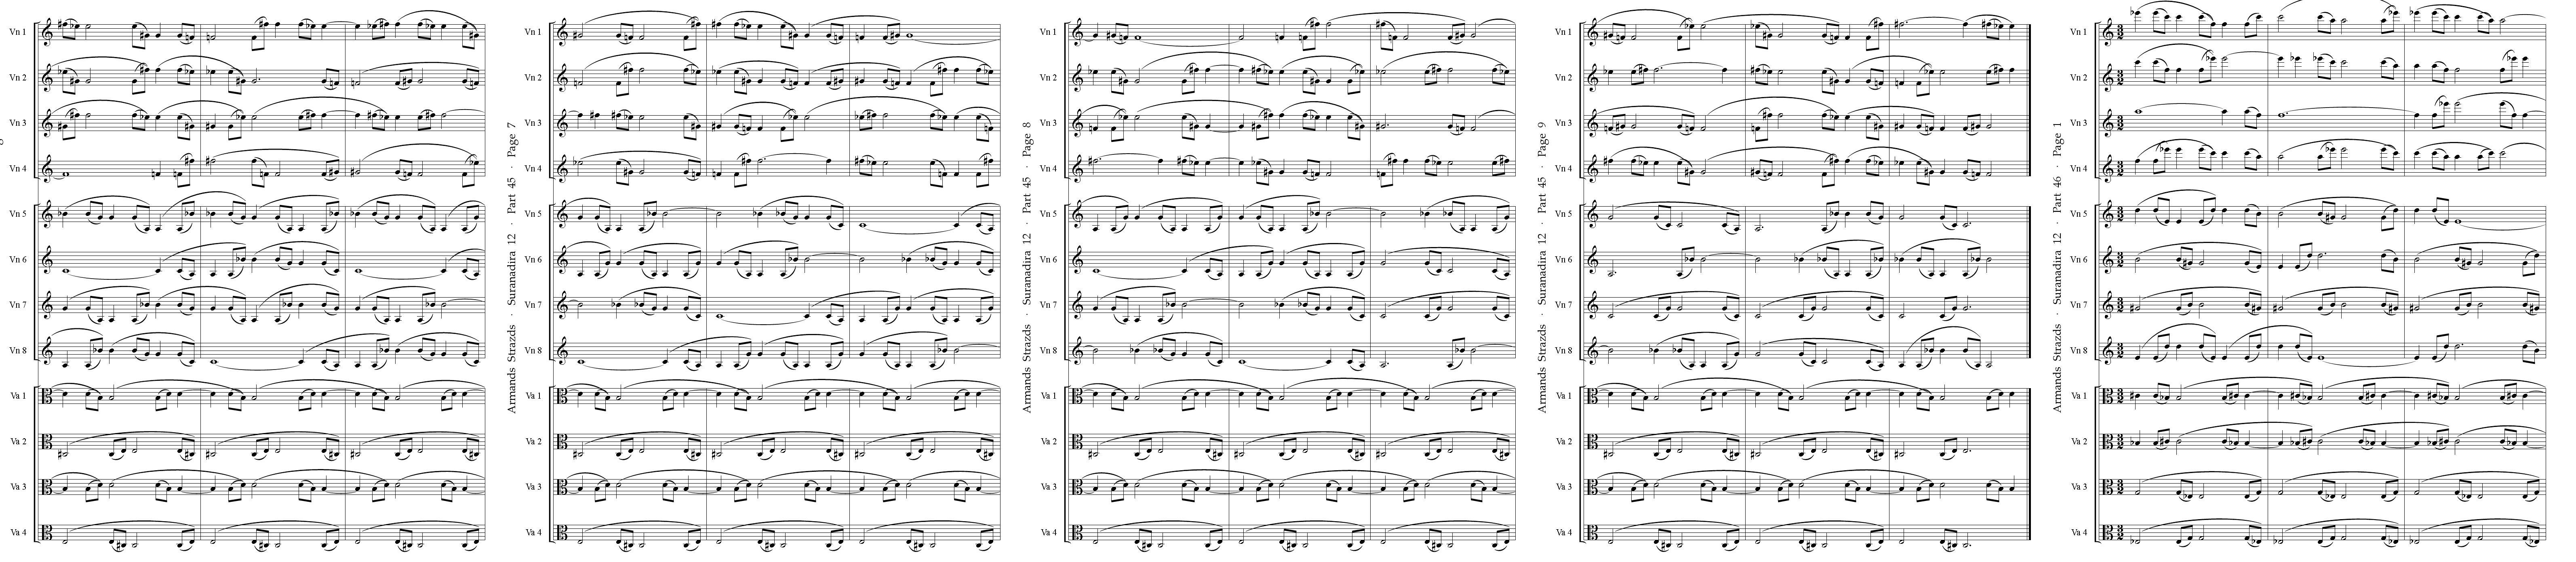 Vn 1
Vn 2
Vn 3
Vn 4
Vn 5
Vn 6
Vn 7
Vn 8
Va 1
Va 2
Va 3
Va 4
Armands Strazds · Suranadira 12 · Part 45 · Page 7
Vn 1
Vn 2
Vn 3
Vn 4
Vn 5
Vn 6
Vn 7
Vn 8
Va 1
Va 2
Va 3
Va 4
Armands Strazds · Suranadira 12 · Part 45 · Page 8
Vn 1
Vn 2
Vn 3
Vn 4
Vn 5
Vn 6
Vn 7
Vn 8
Va 1
Va 2
Va 3
Va 4
Armands Strazds · Suranadira 12 · Part 45 · Page 9
Vn 1
Vn 2
Vn 3
Vn 4
Vn 5
Vn 6
Vn 7
Vn 8
Va 1
Va 2
Va 3
Va 4
Armands Strazds · Suranadira 12 · Part 46 · Page 1
Vn 1
Vn 2
Vn 3
Vn 4
Vn 5
Vn 6
Vn 7
Vn 8
Va 1
Va 2
Va 3
Va 4